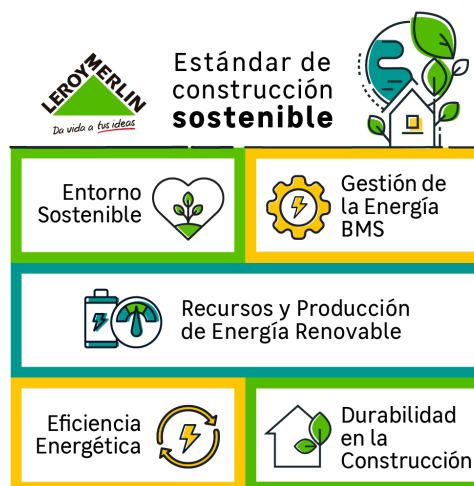 LEROY MERLIN
Da vida a tus ideas
Estándar de
construcción
sostenible
Entorno
Sostenible
Gestión de
la Energía
BMS
Recursos y Producción
de Energía Renovable
Eficiencia
Energética
Durabilidad
en la
Construcción